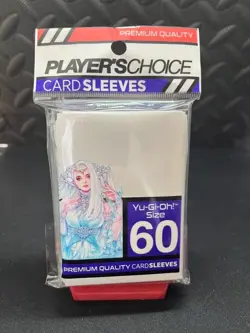 PREMIUM QUALITY
PLAYER'S CHOICE
CARD SLEEVES
Yu-Gi-Oh!™
Size
60
PREMIUM QUALITY CARD SLEEVES